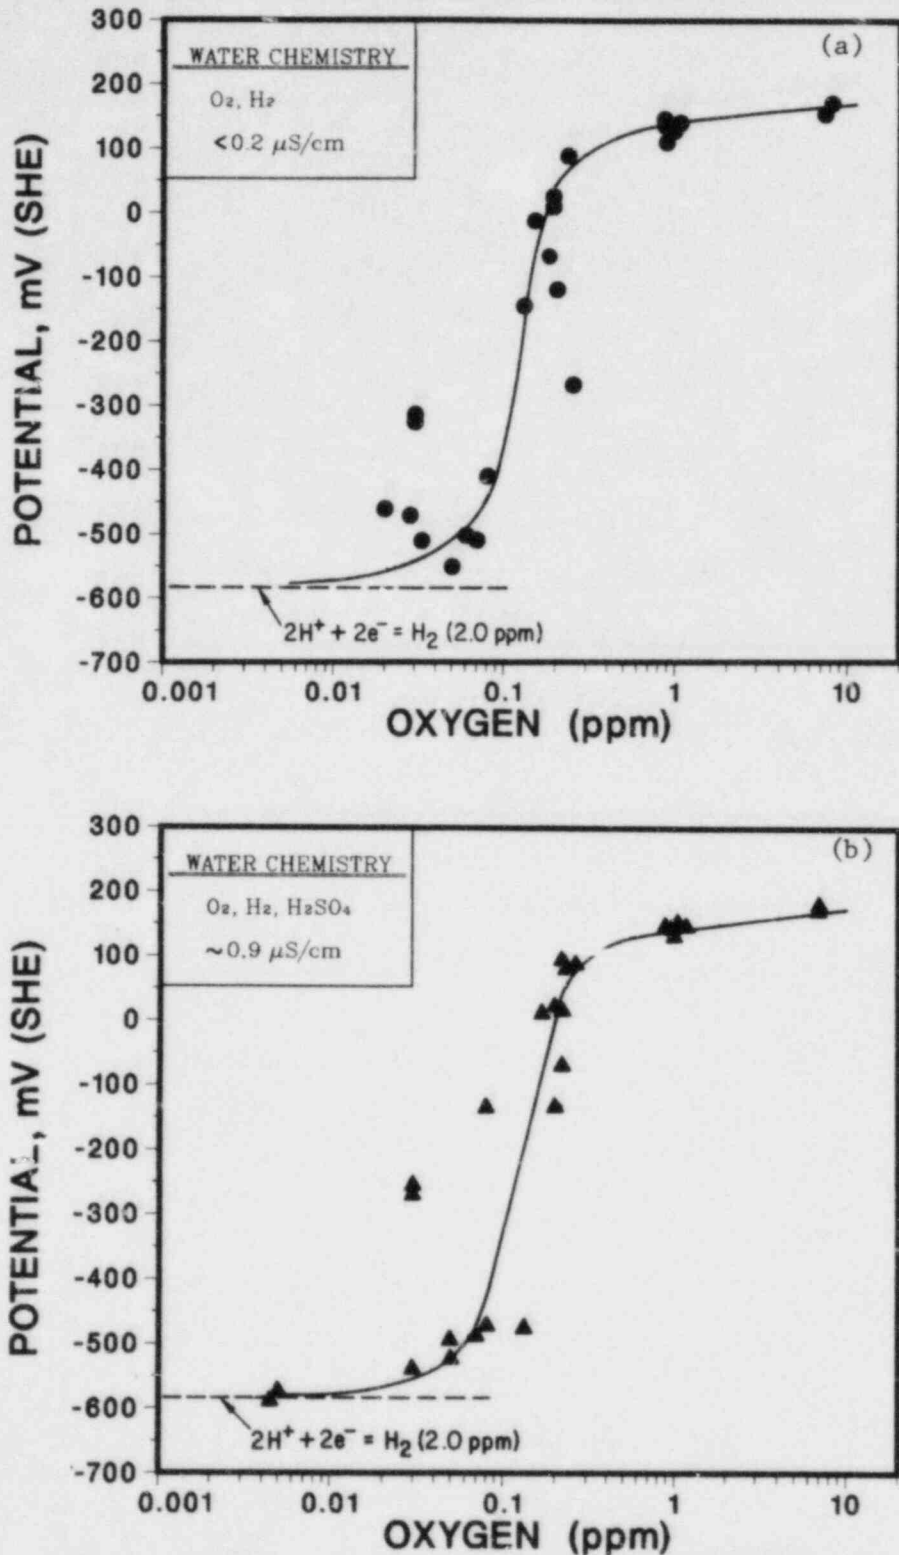 (a)
WATER CHEMISTRY
O₂, H₂
<0.2 μS/cm
300
200
100
0
-100
-200
-300
-400
-500
-600
-700
POTENTIAL, mV (SHE)
2H⁺ + 2e⁻ = H₂ (2.0 ppm)
0.001 0.01 0.1 1 10
OXYGEN (ppm)
(b)
WATER CHEMISTRY
O₂, H₂, H₂SO₄
~0.9 μS/cm
300
200
100
0
-100
-200
-300
-400
-500
-600
-700
POTENTIAL, mV (SHE)
2H⁺ + 2e⁻ = H₂ (2.0 ppm)
0.001 0.01 0.1 1 10
OXYGEN (ppm)